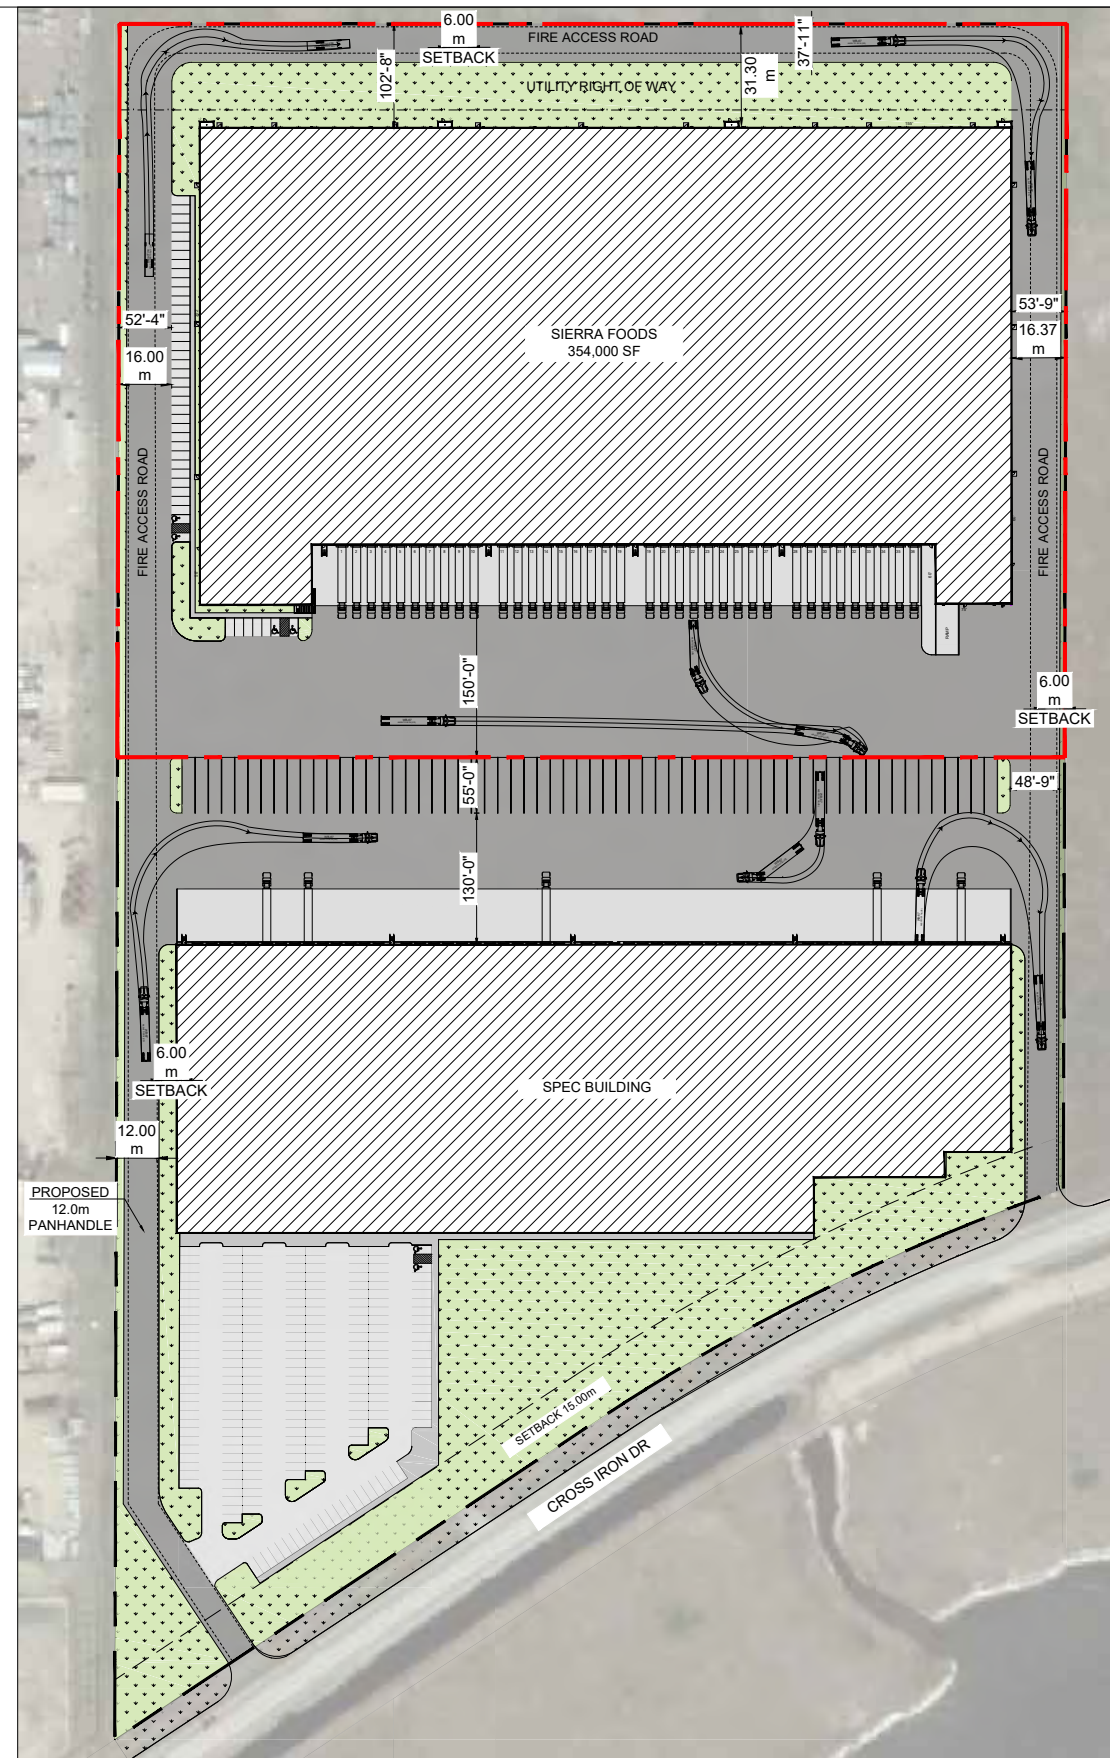 6.00
m
SETBACK
FIRE ACCESS ROAD
37'-11"
102'-8"
31.30
m
UTILITY RIGHT OF WAY
52'-4"
16.00
m
SIERRA FOODS
354,000 SF
53'-9"
16.37
m
FIRE ACCESS ROAD
FIRE ACCESS ROAD
RAMP
150'-0"
6.00
m
SETBACK
55'-0"
48'-9"
130'-0"
6.00
m
SETBACK
SPEC BUILDING
12.00
m
PROPOSED
12.0m
PANHANDLE
SETBACK 15.00m
CROSS IRON DR